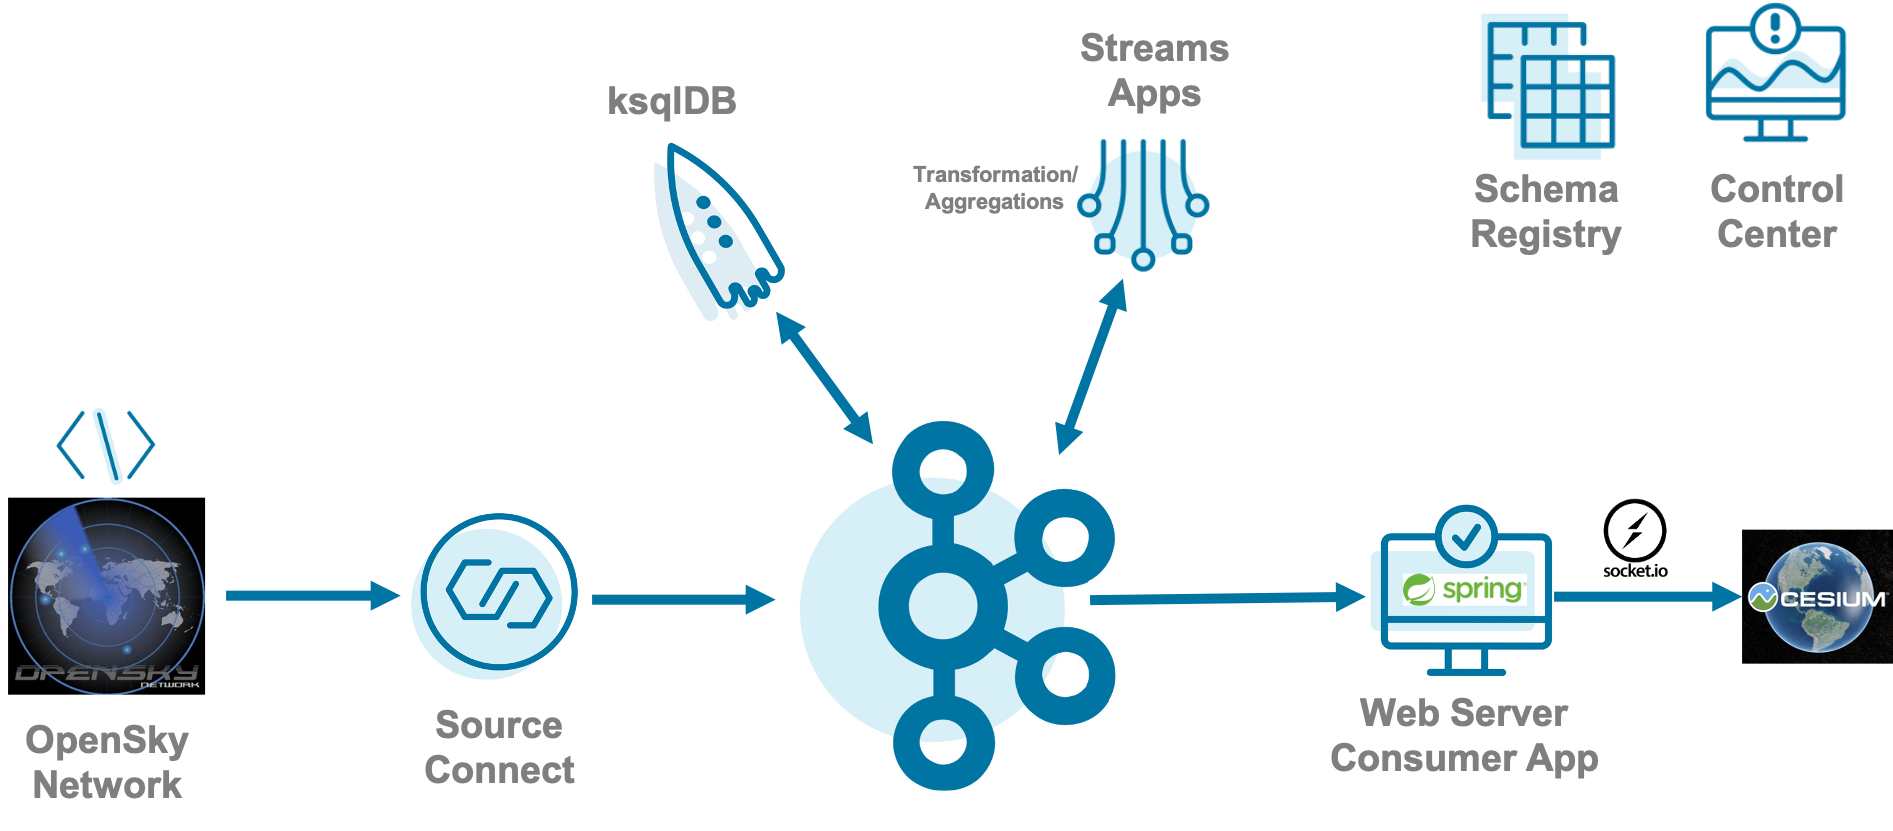 Streams
Apps
ksqlDB
Transformation/
Aggregations
Schema
Registry
Control
Center
OPENSKY
NETWORK
OpenSky
Network
Source
Connect
spring
Web Server
Consumer App
socket.io
CESIUM